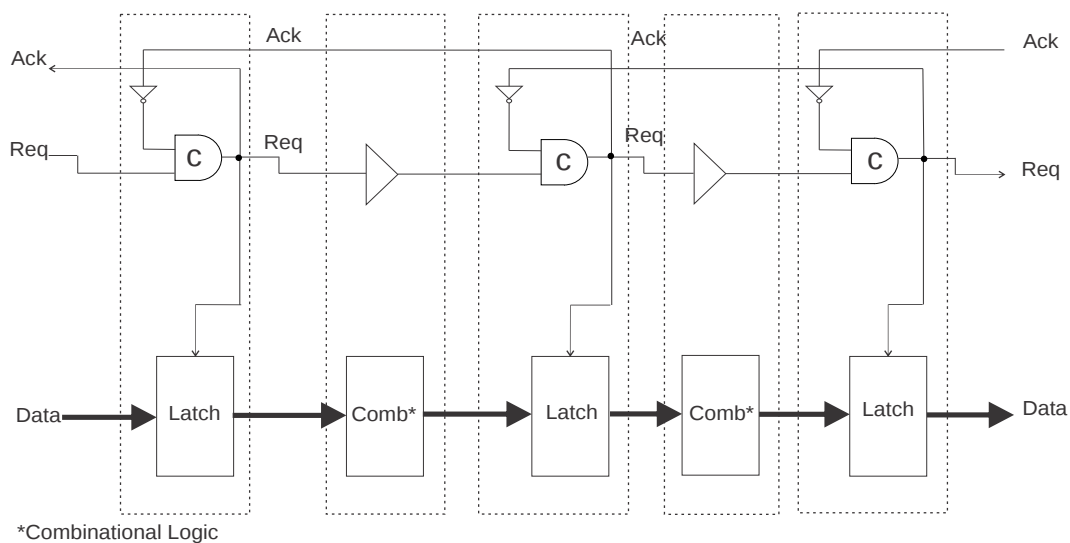 Ack
Ack
Ack
Ack
Req
C
Req
Req
C
C
Req
Data
Latch
Comb*
Latch
Comb*
Latch
Data
*Combinational Logic